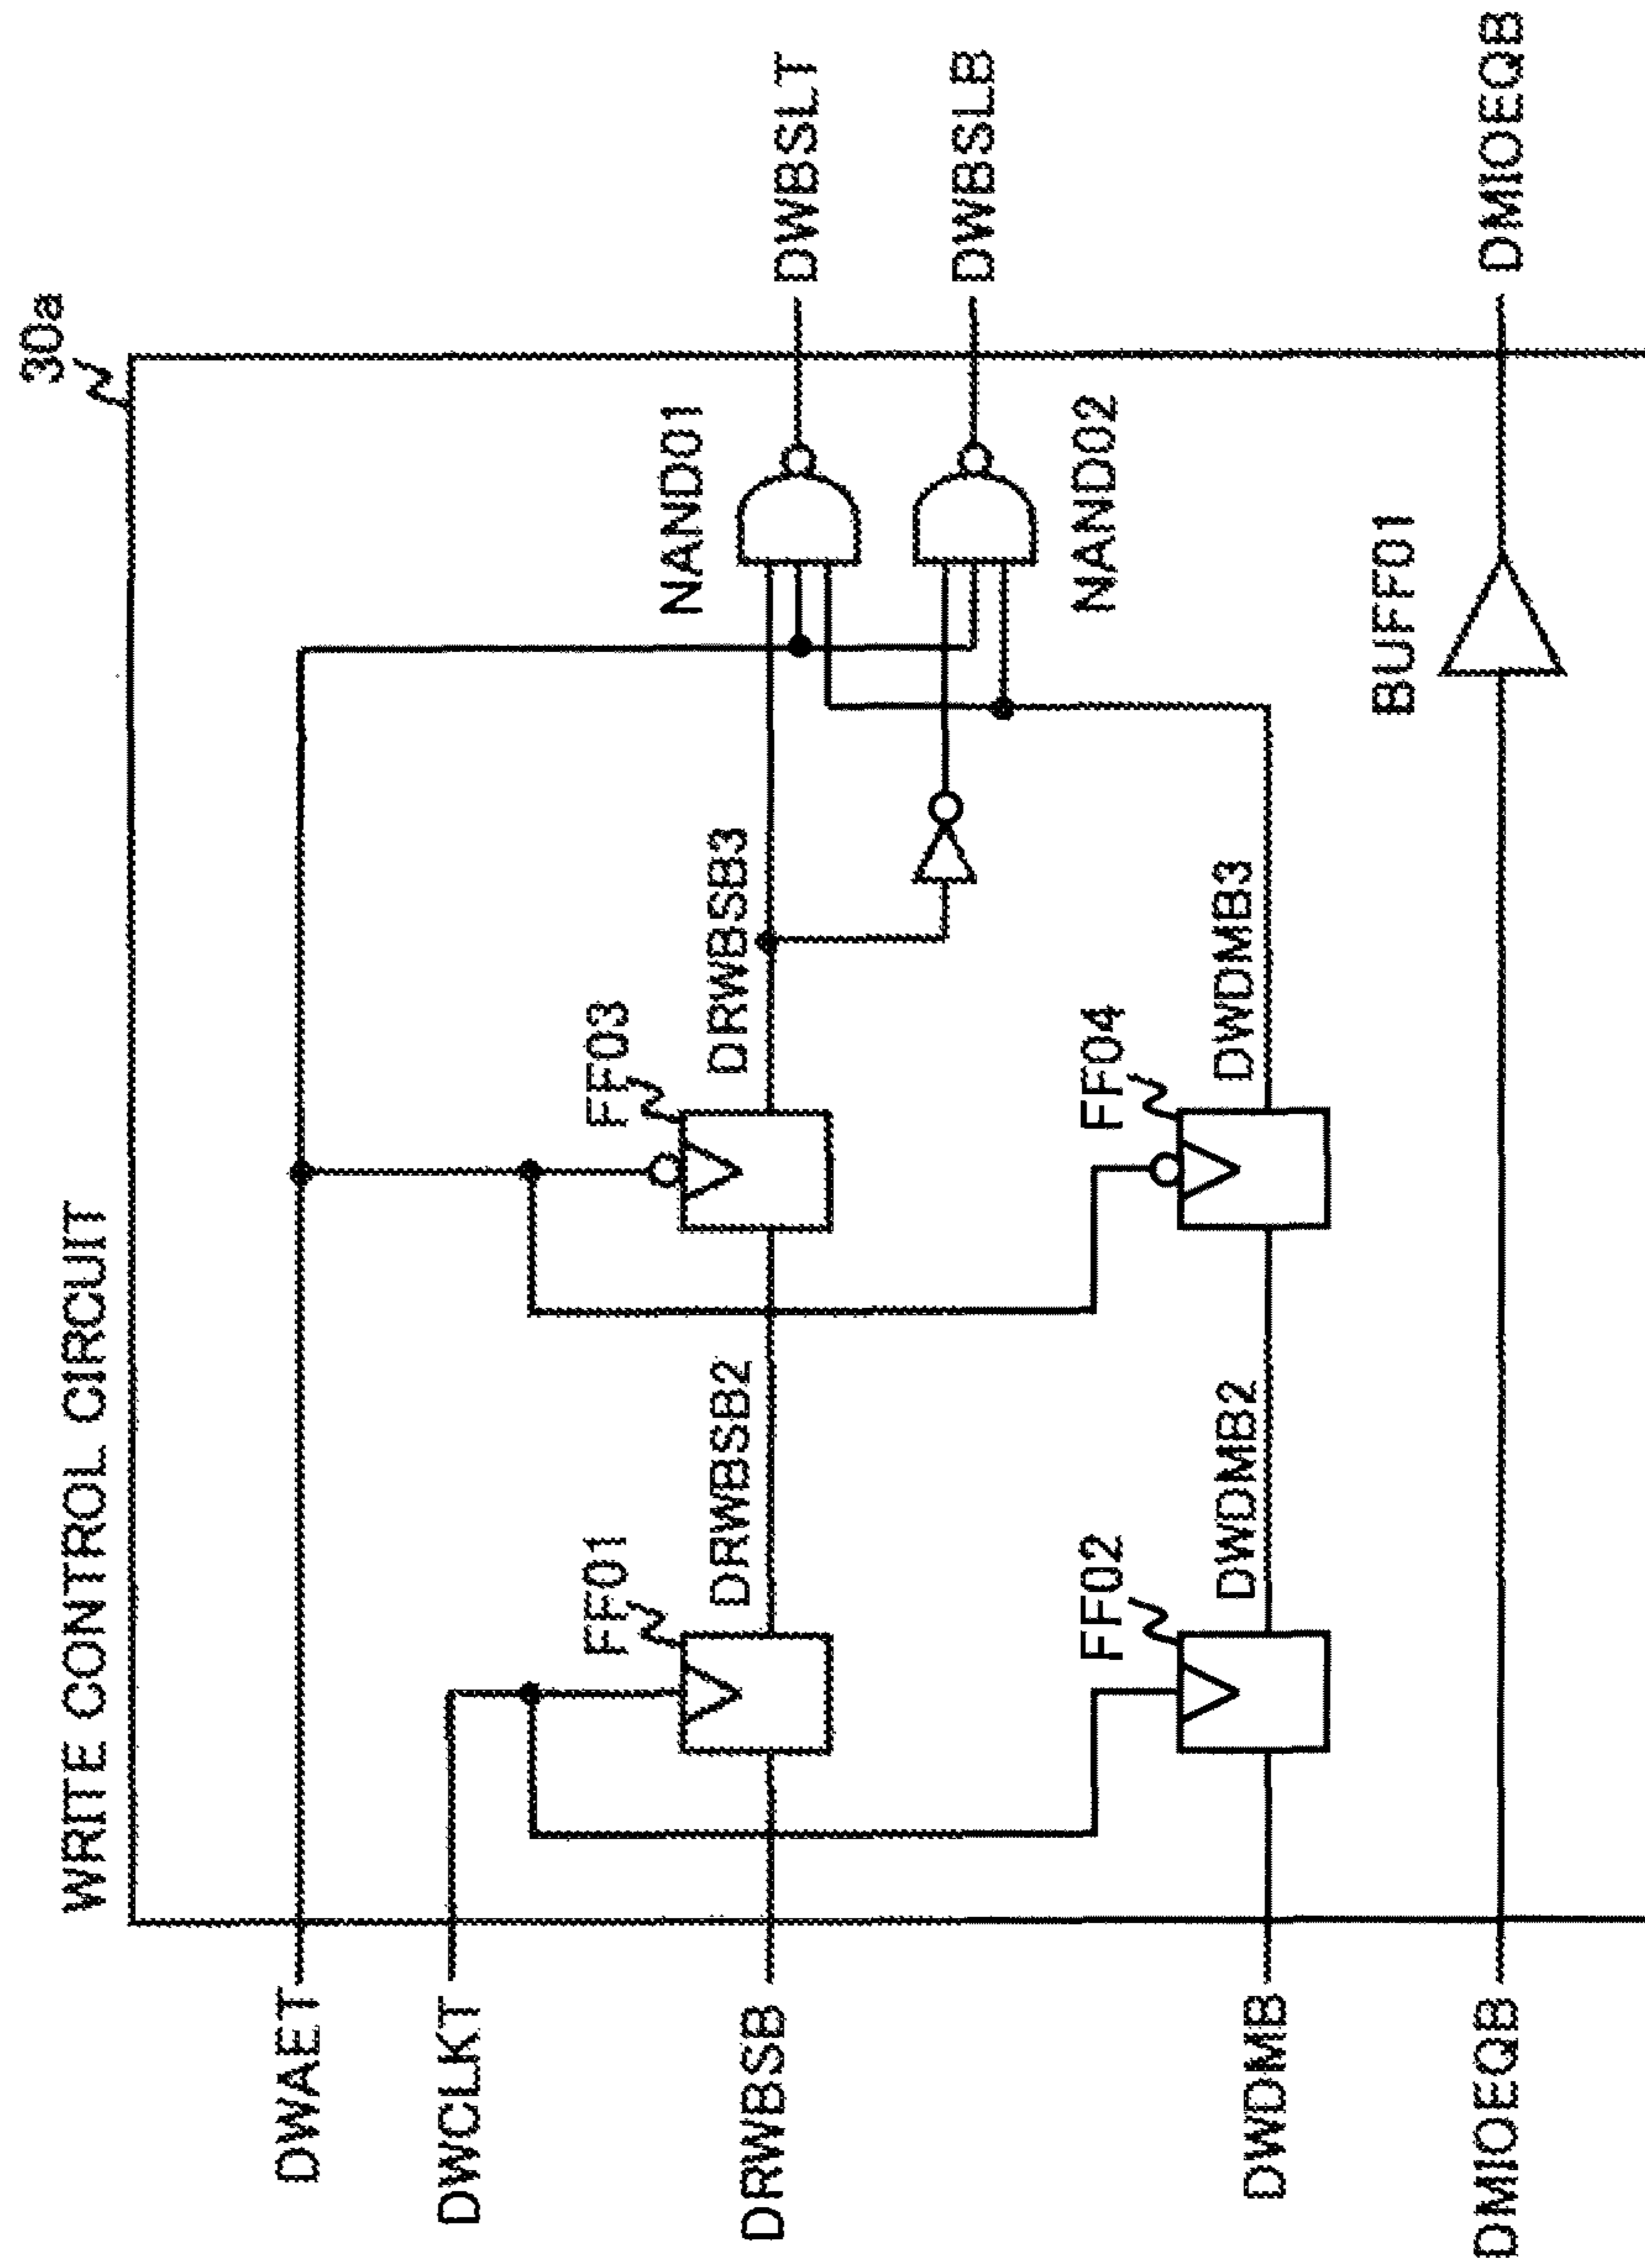 WRITE CONTROL CIRCUIT
30a
DWAET
DWCLKT
DRWBSB
DWDMB
DMIOEQB
FF01
DRWBSB2
FF02
DWDMB2
FF03
DRWBSB3
FF04
DWDMB3
NAND01
NAND02
BUFF01
DWBSLT
DWBSLB
DMIOEQB